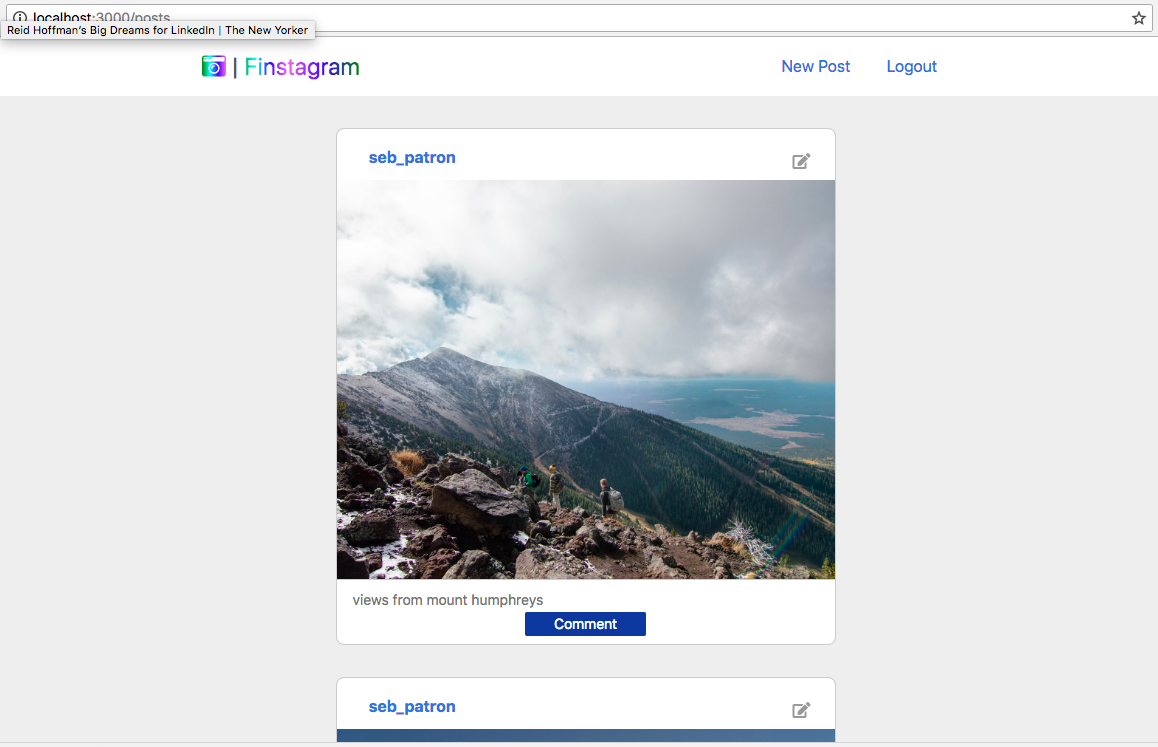 localhost:3000/posts
Reid Hoffman's Big Dreams for LinkedIn | The New Yorker
| Finstagram
New Post
Logout
seb_patron
views from mount humphreys
Comment
seb_patron